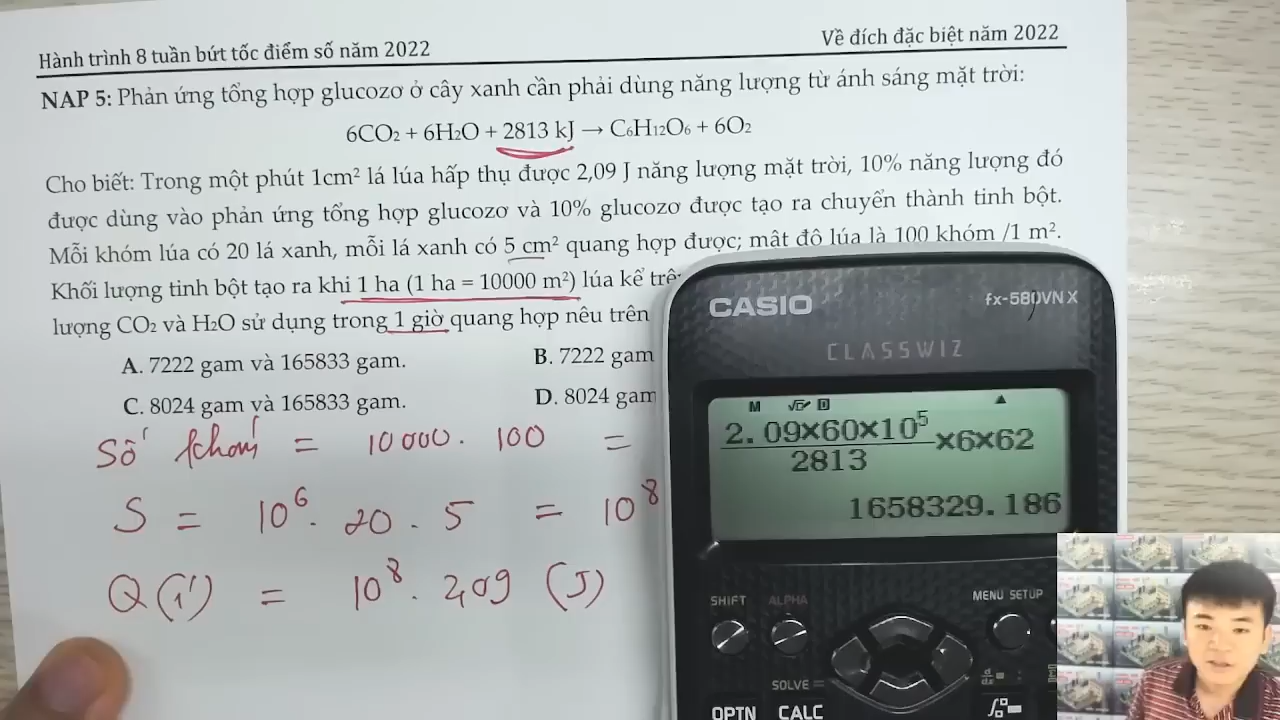 Hành trình 8 tuần bứt tốc điểm số năm 2022
Về đích đặc biệt năm 2022
NAP 5: Phản ứng tổng hợp glucozơ ở cây xanh cần phải dùng năng lượng từ ánh sáng mặt trời:
6CO₂ + 6H₂O + 2813 kJ → C₆H₁₂O₆ + 6O₂
Cho biết: Trong một phút 1cm² lá lúa hấp thụ được 2,09 J năng lượng mặt trời, 10% năng lượng đó
được dùng vào phản ứng tổng hợp glucozơ và 10% glucozơ được tạo ra chuyển thành tinh bột.
Mỗi khóm lúa có 20 lá xanh, mỗi lá xanh có 5 cm² quang hợp được; mật độ lúa là 100 khóm /1 m².
Khối lượng tinh bột tạo ra khi 1 ha (1 ha = 10000 m²) lúa kể
lượng CO₂ và H₂O sử dụng trong 1 giờ quang hợp nêu trên
A. 7222 gam và 165833 gam.
B. 7222 gam
C. 8024 gam và 165833 gam.
D. 8024 gam
Số khóm = 10000. 100 =
S = 10⁶. 20. 5 = 10⁸
Q(1') = 10⁸. 2,09 (J)
CASIO
fx-580VN X
CLASSWIZ
M √ D ▲
2.09×60×10⁵
×6×62
2813
1658329.186
SHIFT
ALPHA
MENU SETUP
SOLVE =
OPTN
CALC